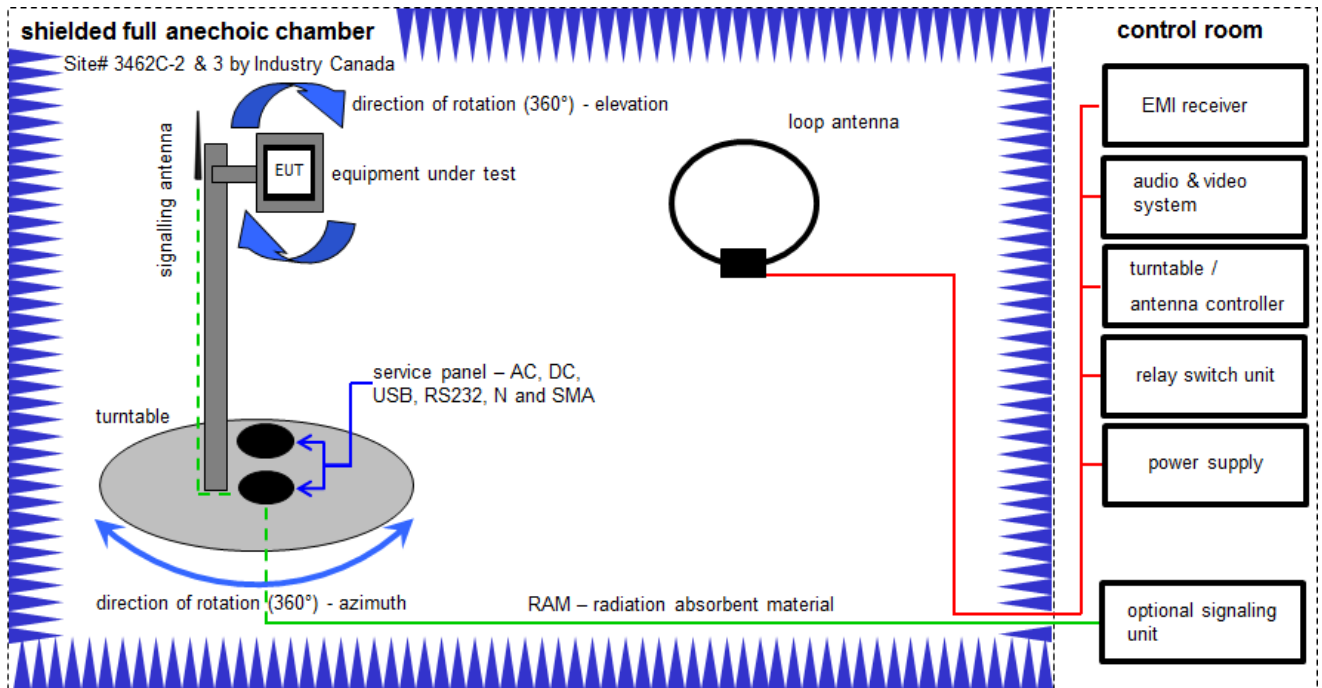 shielded full anechoic chamber
Site# 3462C-2 & 3 by Industry Canada
direction of rotation (360°) - elevation
signalling antenna
EUT
equipment under test
loop antenna
service panel – AC, DC,
USB, RS232, N and SMA
turntable
direction of rotation (360°) - azimuth
RAM – radiation absorbent material
control room
EMI receiver
audio & video
system
turntable /
antenna controller
relay switch unit
power supply
optional signaling
unit